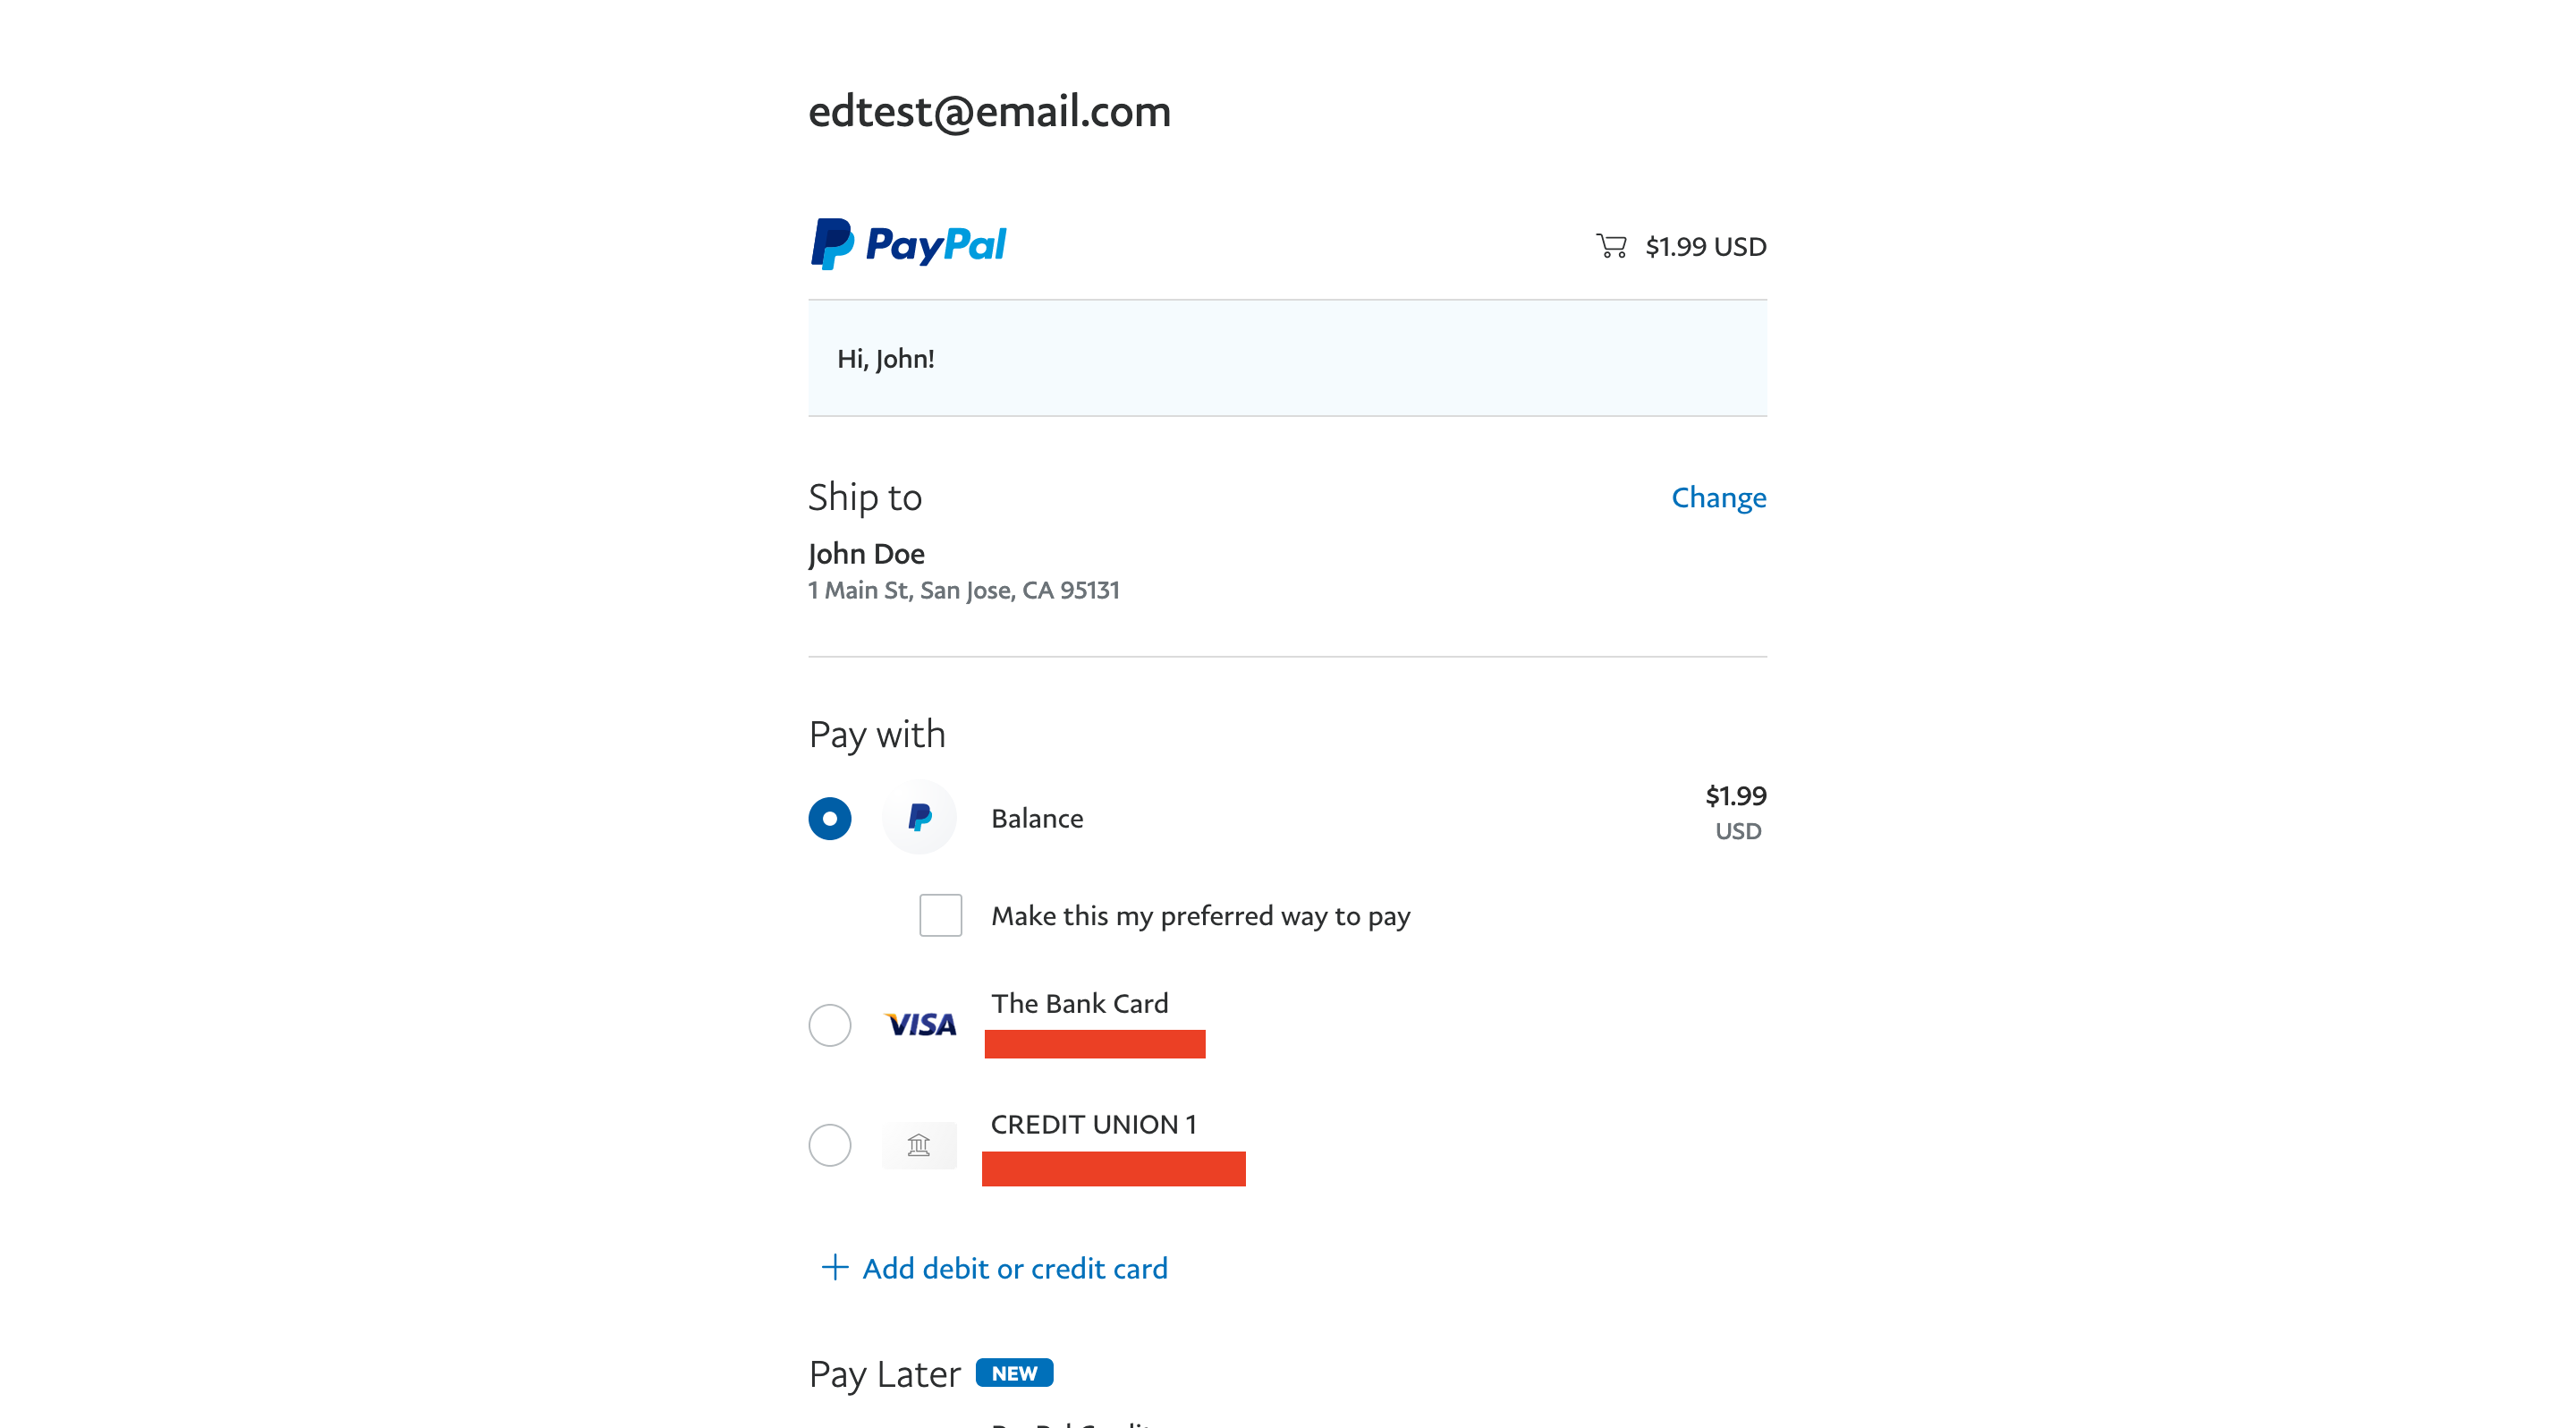 edtest@email.com
PayPal
$1.99 USD
Hi, John!
Ship to
Change
John Doe
1 Main St, San Jose, CA 95131
Pay with
Balance
$1.99
USD
Make this my preferred way to pay
VISA
The Bank Card
CREDIT UNION 1
Add debit or credit card
Pay Later NEW